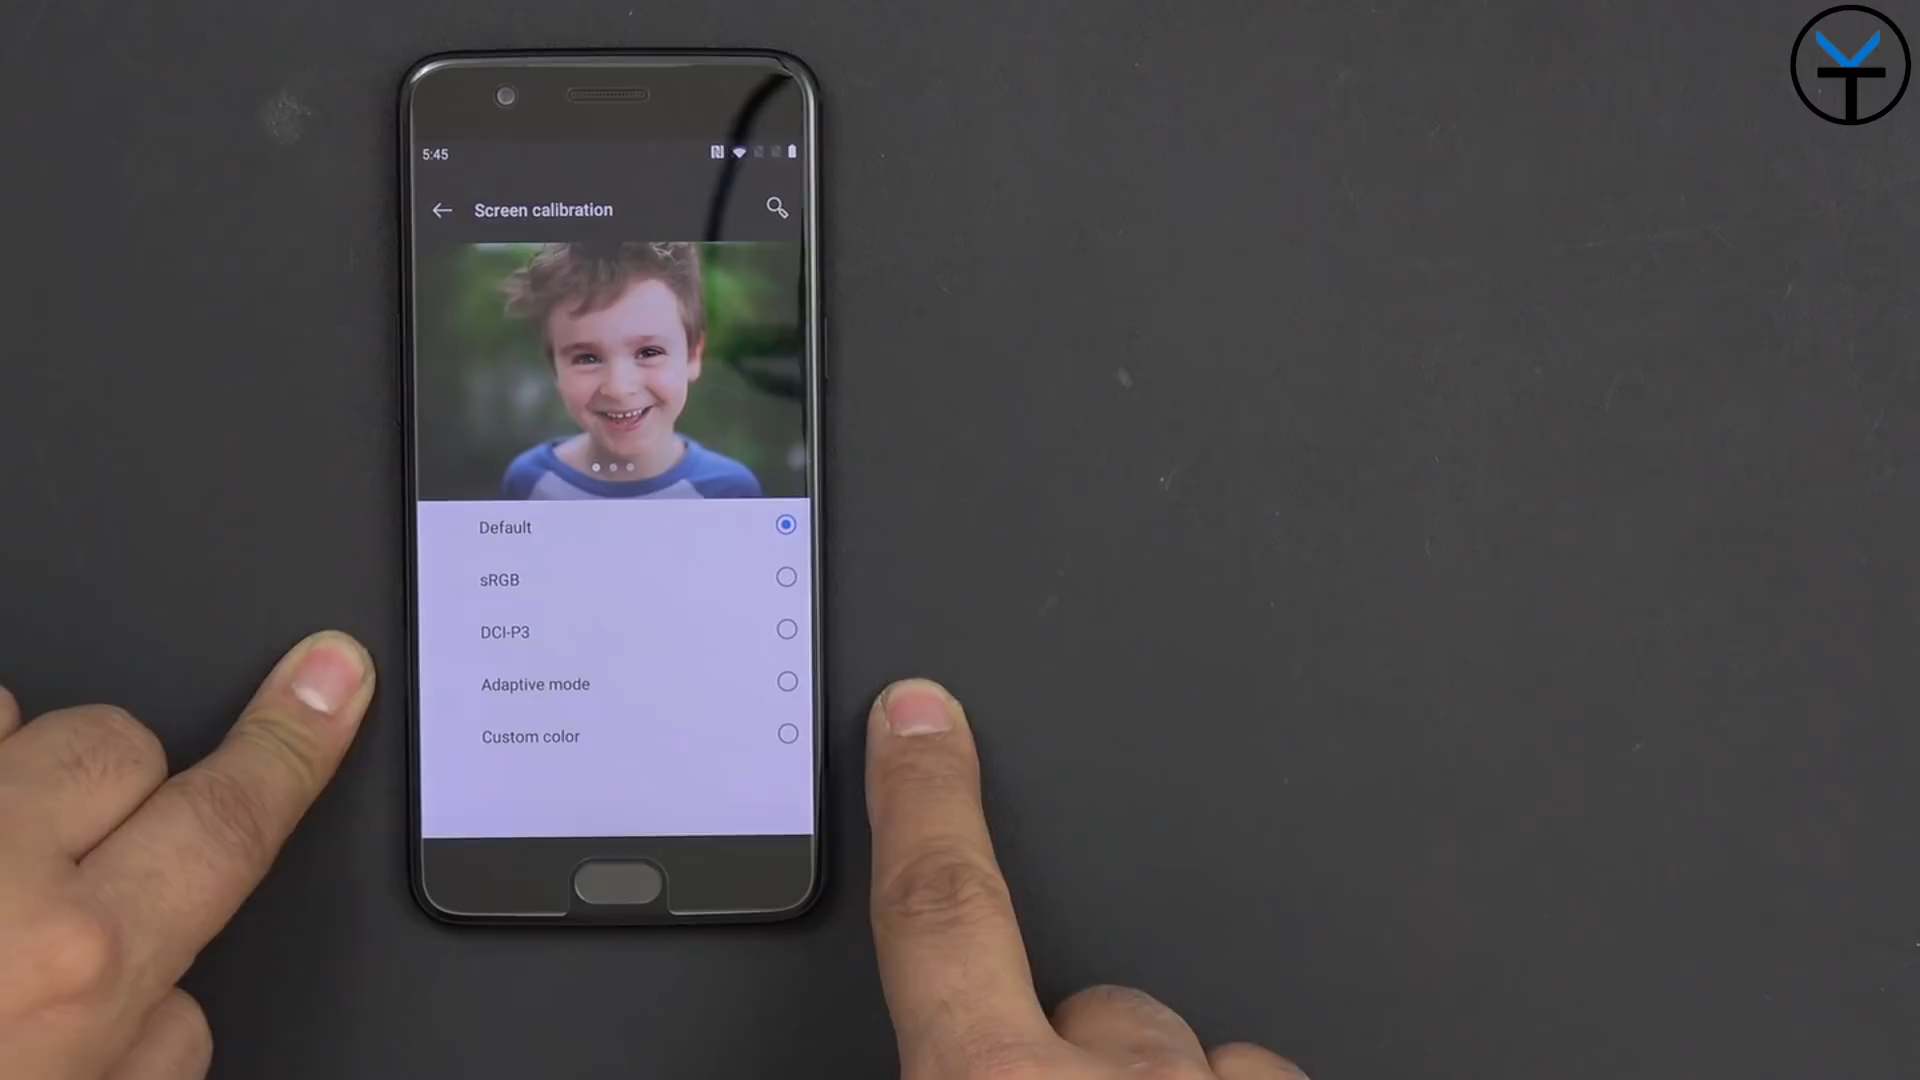 5:45
Screen calibration
Default
sRGB
DCI-P3
Adaptive mode
Custom color